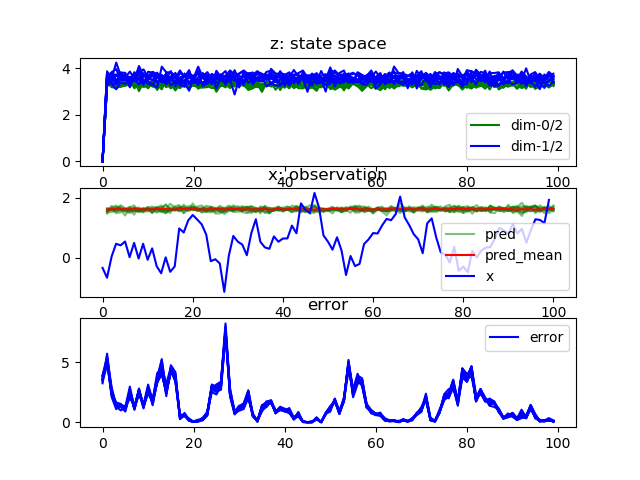 z: state space
4
2
0
dim-0/2
dim-1/2
0 20 40 60 80 100
x: observation
2
0
pred
pred_mean
x
0 20 40 60 80 100
error
5
0
error
0 20 40 60 80 100